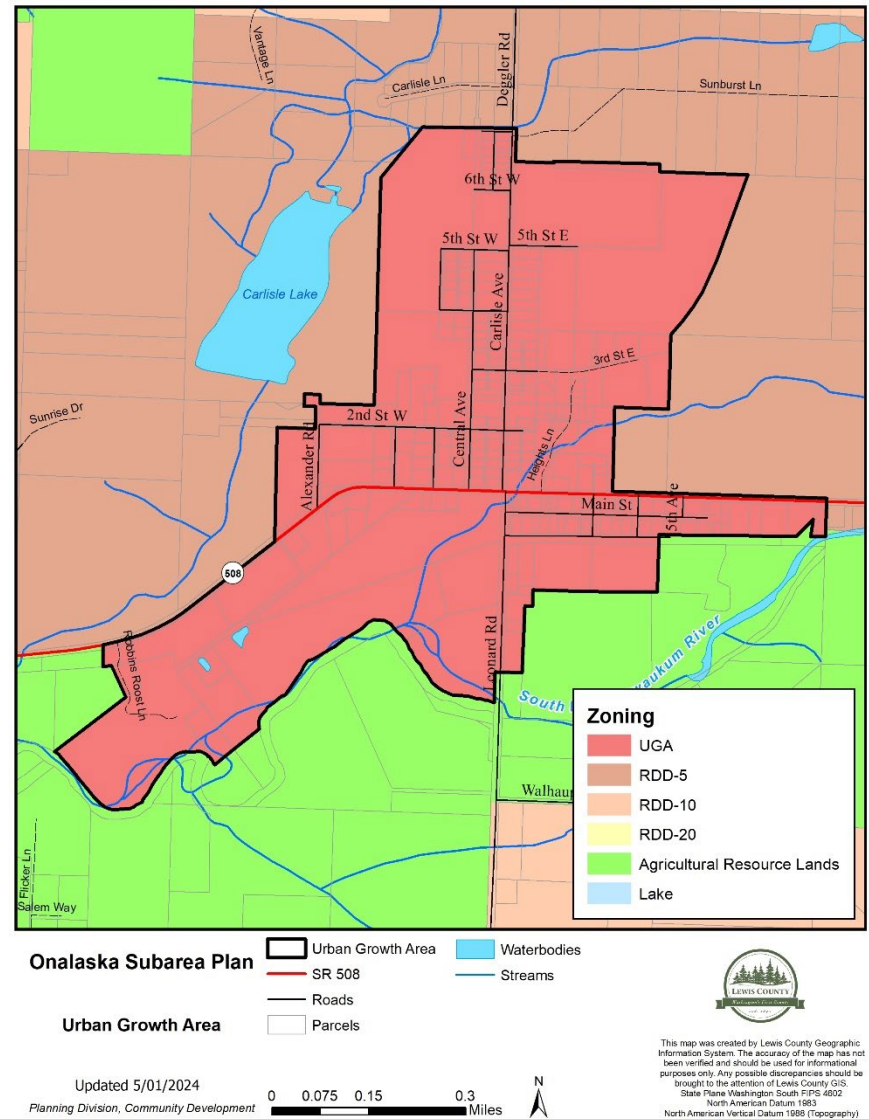 Vantage Ln
Carlisle Ln
Deggler Rd
Sunburst Ln
6th St W
5th St W
5th St E
Carlisle Lake
Carlisle Ave
3rd St E
Sunrise Dr
2nd St W
Alexander Rd
Central Ave
Heights Ln
Main St
5th Ave
508
Robbins Roost Ln
Leonard Rd
South
aukum River
Walhaup
Flicker Ln
Salem Way
Zoning
UGA
RDD-5
RDD-10
RDD-20
Agricultural Resource Lands
Lake
Onalaska Subarea Plan
Urban Growth Area
Updated 5/01/2024
Planning Division, Community Development
Urban Growth Area
SR 508
Roads
Parcels
Waterbodies
Streams
0 0.075 0.15 0.3
Miles
N
LEWIS COUNTY
This map was created by Lewis County Geographic
Information System. The accuracy of the map has not
been verified and should be used for informational
purposes only. Any possible discrepancies should be
brought to the attention of Lewis County GIS.
State Plane Washington South FIPS 4602
North American Datum 1983
North American Vertical Datum 1988 (Topography)